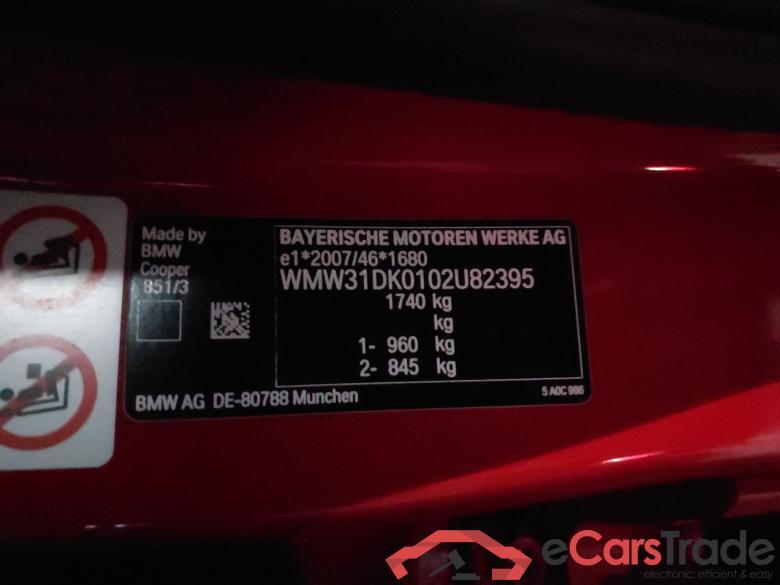 Made by
BMW
Cooper
851/3
BAYERISCHE MOTOREN WERKE AG
e1*2007/46*1680
WMW31DK0102U82395
1740 kg
kg
1- 960 kg
2- 845 kg
BMW AG DE-80788 Munchen
5 A0C 986
eCarsTrade
electronic, efficient & easy